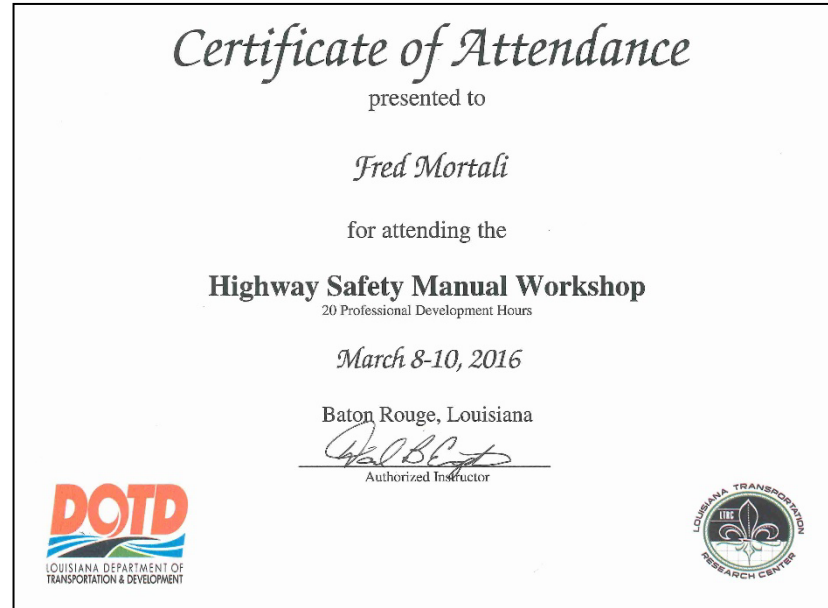 Certificate of Attendance
presented to
Fred Mortali
for attending the
Highway Safety Manual Workshop
20 Professional Development Hours
March 8-10, 2016
Baton Rouge, Louisiana
Authorized Instructor
DOTD
LOUISIANA DEPARTMENT OF
TRANSPORTATION & DEVELOPMENT
LOUISIANA TRANSPORTATION
RESEARCH CENTER
LTRC